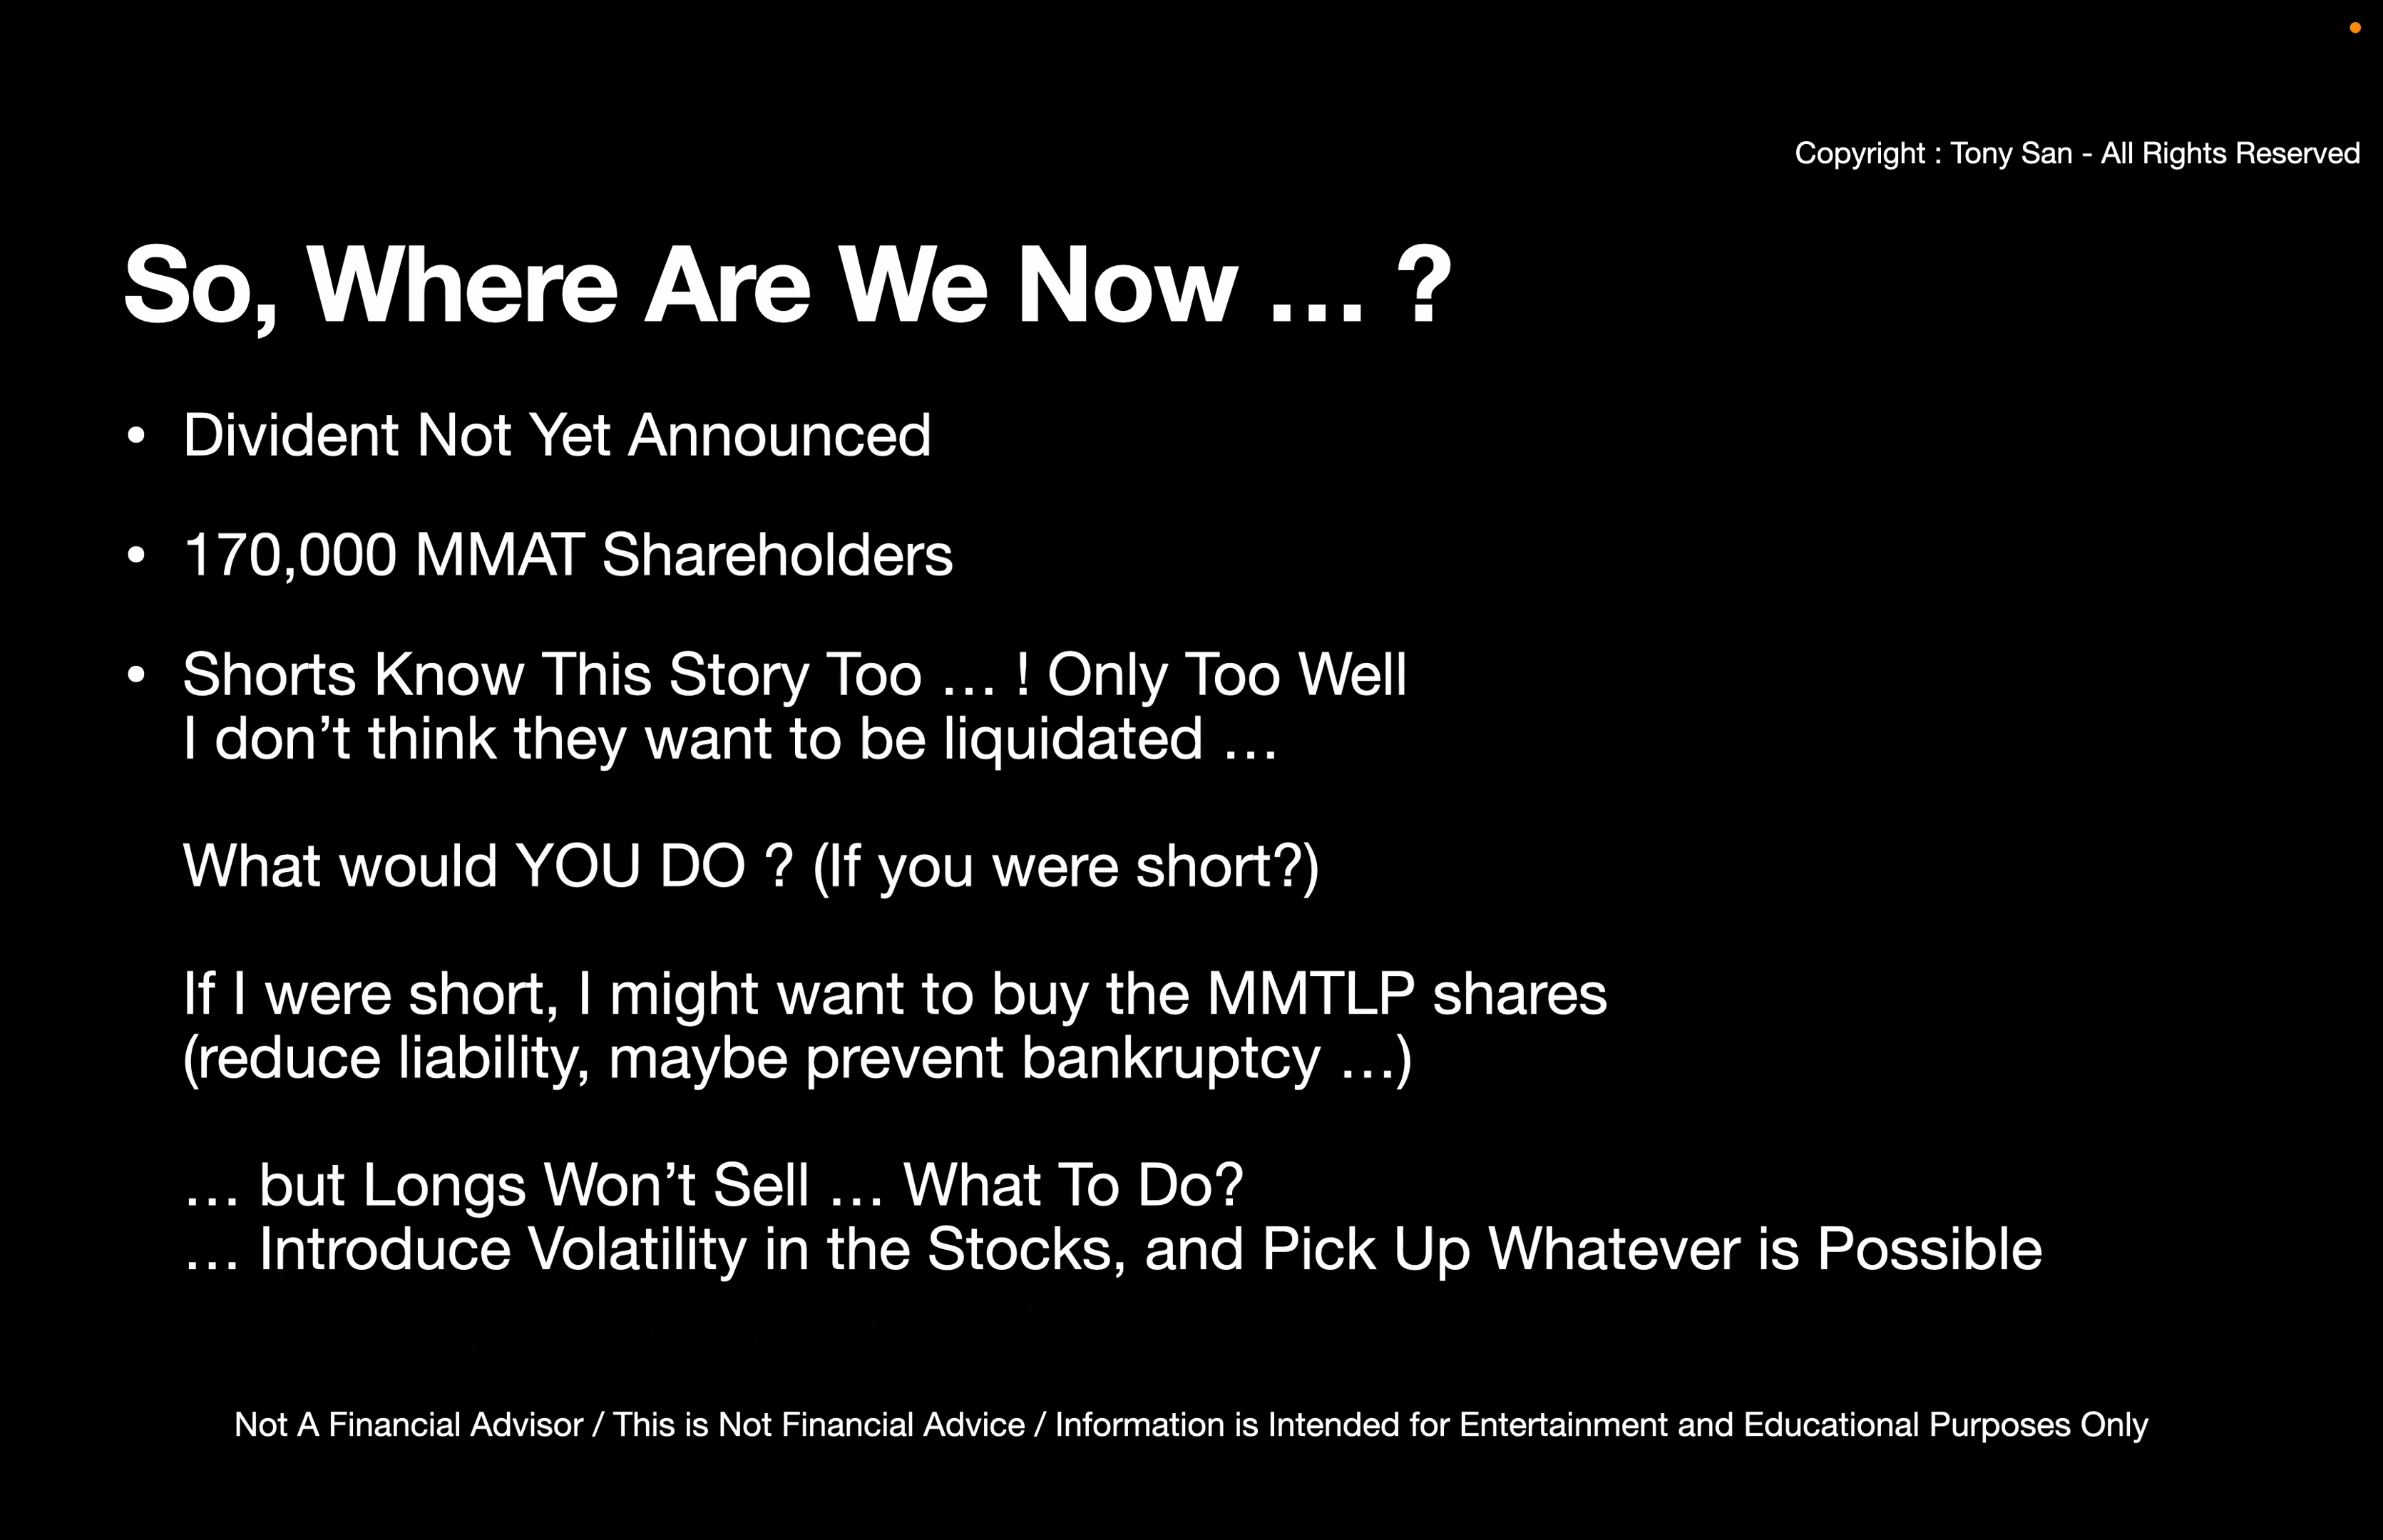 Copyright : Tony San - All Rights Reserved
So, Where Are We Now … ?
• Divident Not Yet Announced
• 170,000 MMAT Shareholders
• Shorts Know This Story Too … ! Only Too Well
I don’t think they want to be liquidated …
What would YOU DO ? (If you were short?)
If I were short, I might want to buy the MMTLP shares
(reduce liability, maybe prevent bankruptcy …)
… but Longs Won’t Sell … What To Do?
… Introduce Volatility in the Stocks, and Pick Up Whatever is Possible
Not A Financial Advisor / This is Not Financial Advice / Information is Intended for Entertainment and Educational Purposes Only